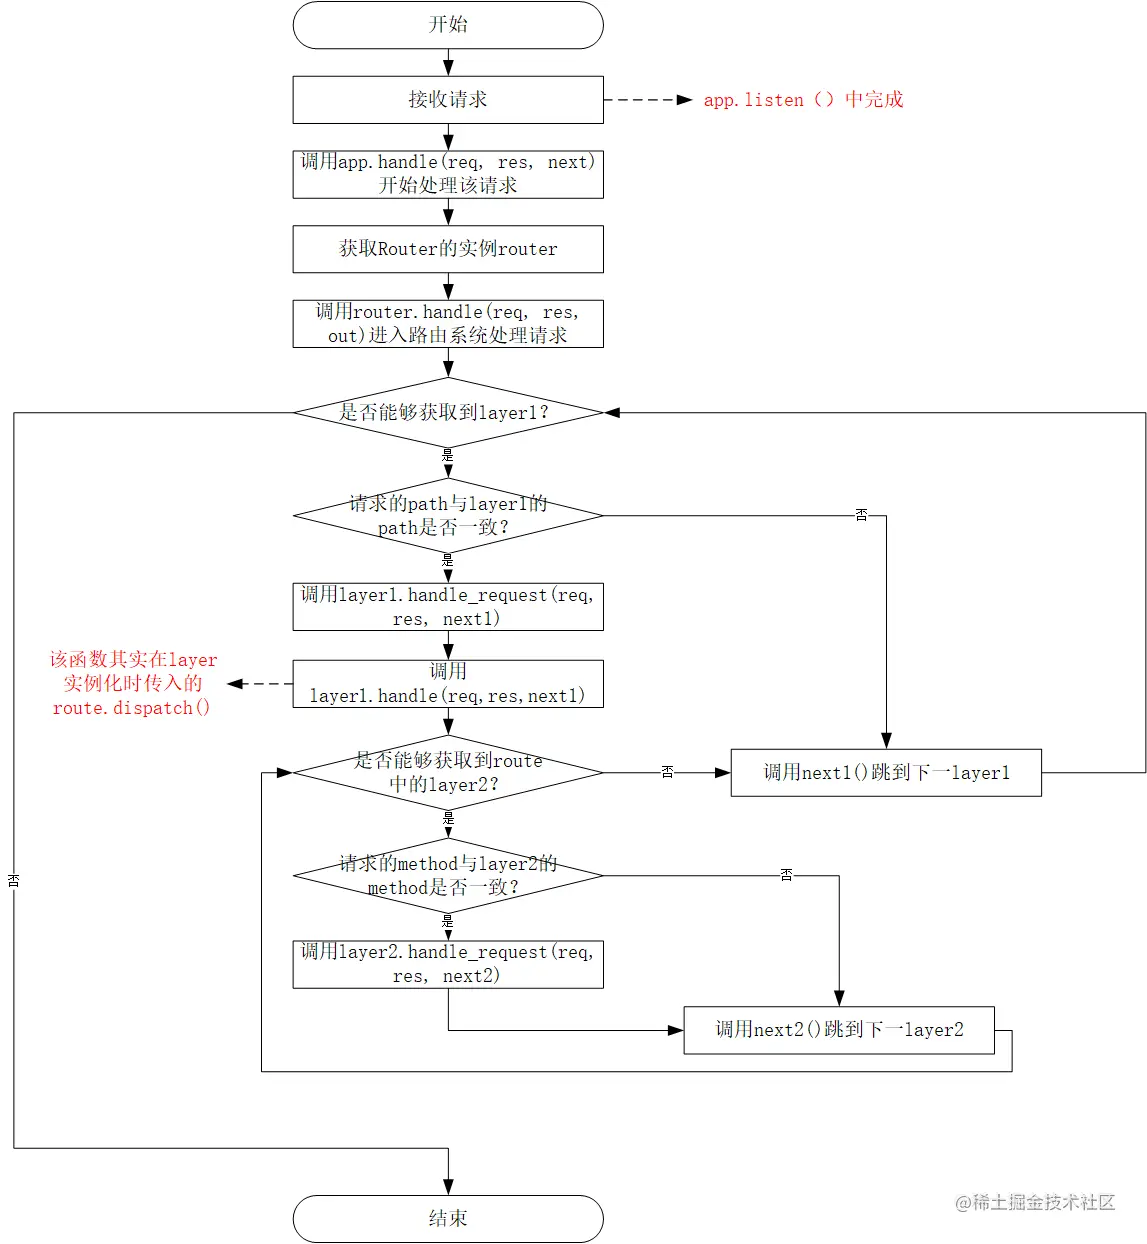 开始
接收请求
app.listen（）中完成
调用app.handle(req, res, next)
开始处理该请求
获取Router的实例router
调用router.handle(req, res,
out)进入路由系统处理请求
是否能够获取到layer1?
是
请求的path与layer1的
path是否一致?
否
是
调用layer1.handle_request(req,
res, next1)
该函数其实在layer
实例化时传入的
route.dispatch()
调用
layer1.handle(req,res,next1)
是否能够获取到route
中的layer2?
否
调用next1()跳到下一layer1
是
请求的method与layer2的
method是否一致?
否
否
是
调用layer2.handle_request(req,
res, next2)
调用next2()跳到下一layer2
结束
@稀土掘金技术社区